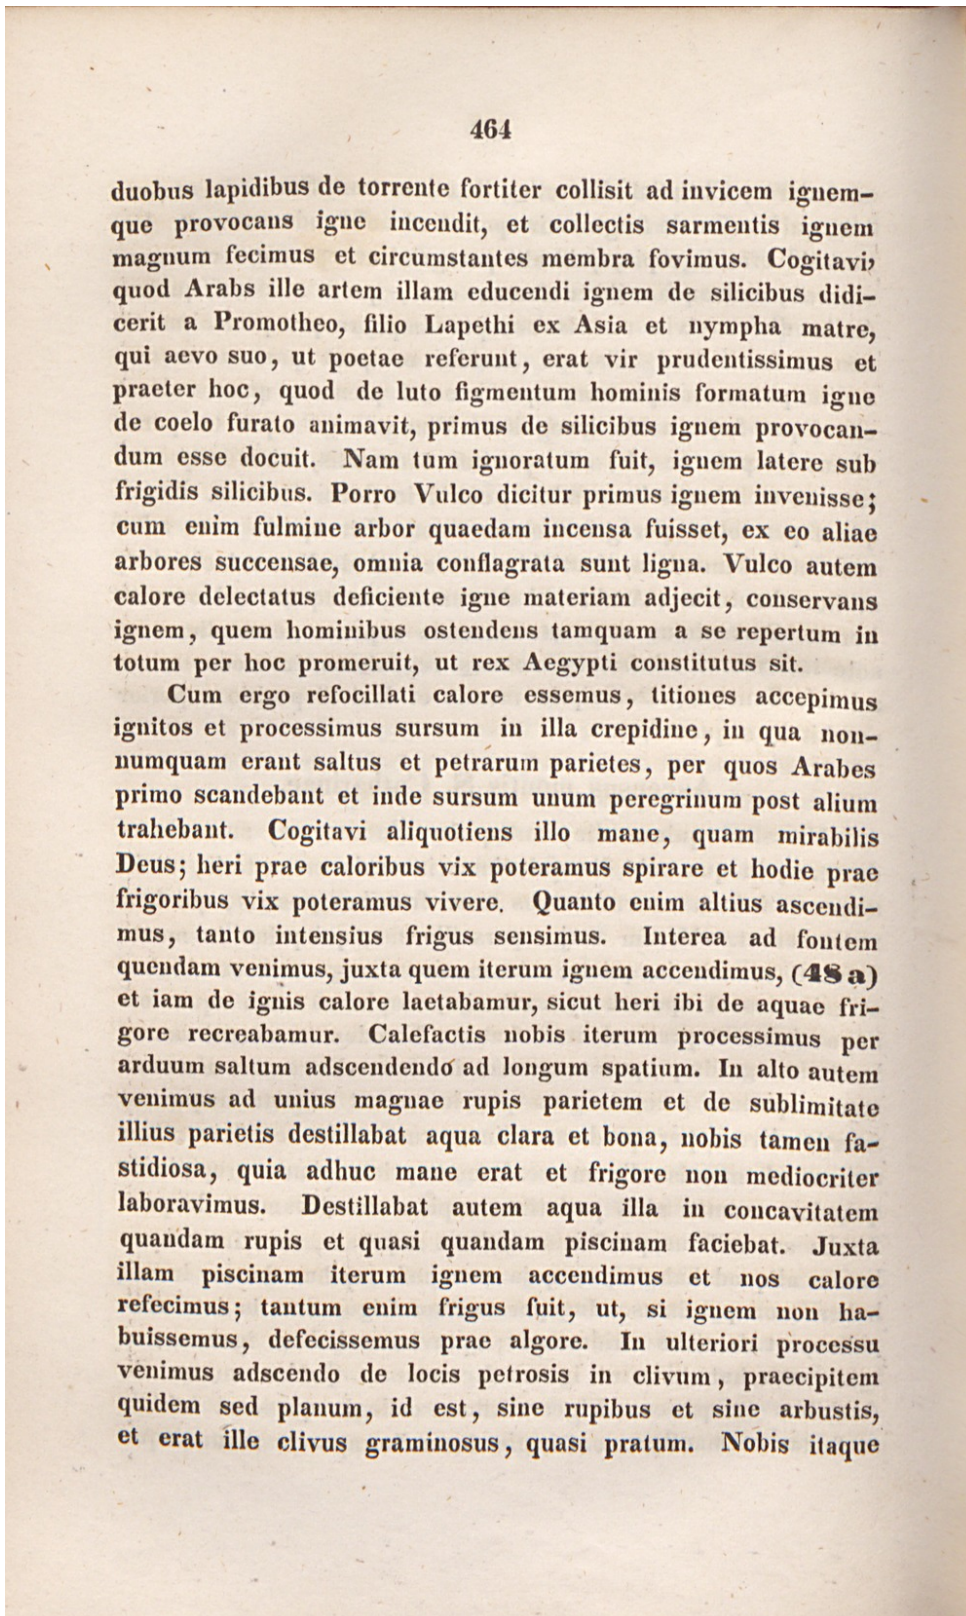 464
duobus lapidibus de torrente fortiter collisit ad invicem ignem-
que provocans igne incendit, et collectis sarmentis ignem
magnum fecimus et circumstantes membra fovimus. Cogitavi,
quod Arabs ille artem illam educendi ignem de silicibus didi-
cerit a Promotheo, filio Lapethi ex Asia et nympha matre,
qui aevo suo, ut poetae referunt, erat vir prudentissimus et
praeter hoc, quod de luto figmentum hominis formatum igne
de coelo furato animavit, primus de silicibus ignem provocan-
dum esse docuit. Nam tum ignoratum fuit, ignem latere sub
frigidis silicibus. Porro Vulco dicitur primus ignem invenisse;
cum enim fulmine arbor quaedam incensa fuisset, ex eo aliae
arbores succensae, omnia conflagrata sunt ligna. Vulco autem
calore delectatus deficiente igne materiam adjecit, conservans
ignem, quem hominibus ostendens tamquam a se repertum in
totum per hoc promeruit, ut rex Aegypti constitutus sit.
Cum ergo refocillati calore essemus, titiones accepimus
ignitos et processimus sursum in illa crepidine, in qua non-
numquam erant saltus et petrarum parietes, per quos Arabes
primo scandebant et inde sursum unum peregrinum post alium
trahebant. Cogitavi aliquotiens illo mane, quam mirabilis
Deus; heri prae caloribus vix poteramus spirare et hodie prae
frigoribus vix poteramus vivere. Quanto enim altius ascendi-
mus, tanto intensius frigus sensimus. Interea ad fontem
quendam venimus, juxta quem iterum ignem accendimus, (48 a)
et iam de ignis calore laetabamur, sicut heri ibi de aquae fri-
gore recreabamur. Calefactis nobis iterum processimus per
arduum saltum adscendendo ad longum spatium. In alto autem
venimus ad unius magnae rupis parietem et de sublimitate
illius parietis destillabat aqua clara et bona, nobis tamen fa-
stidiosa, quia adhuc mane erat et frigore non mediocriter
laboravimus. Destillabat autem aqua illa in concavitatem
quandam rupis et quasi quandam piscinam faciebat. Juxta
illam piscinam iterum ignem accendimus et nos calore
refecimus; tantum enim frigus fuit, ut, si ignem non ha-
buissemus, defecissemus prae algore. In ulteriori processu
venimus adscendo de locis petrosis in clivum, praecipitem
quidem sed planum, id est, sine rupibus et sine arbustis,
et erat ille clivus graminosus, quasi pratum. Nobis itaque